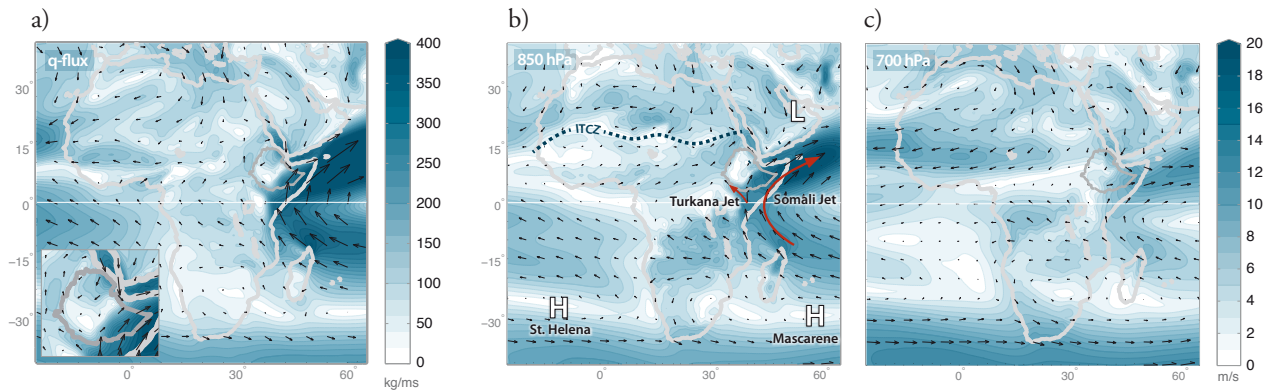 a)
b)
c)
q-flux
400
350
300
250
200
150
100
50
0
kg/ms
30°
15°
0°
−15°
−30°
0°
30°
60°
850 hPa
L
ITCZ
Turkana Jet
Somali Jet
H
St. Helena
H
Mascarene
30°
15°
0°
−15°
−30°
0°
30°
60°
700 hPa
0°
30°
60°
20
18
16
14
12
10
8
6
4
2
0
m/s